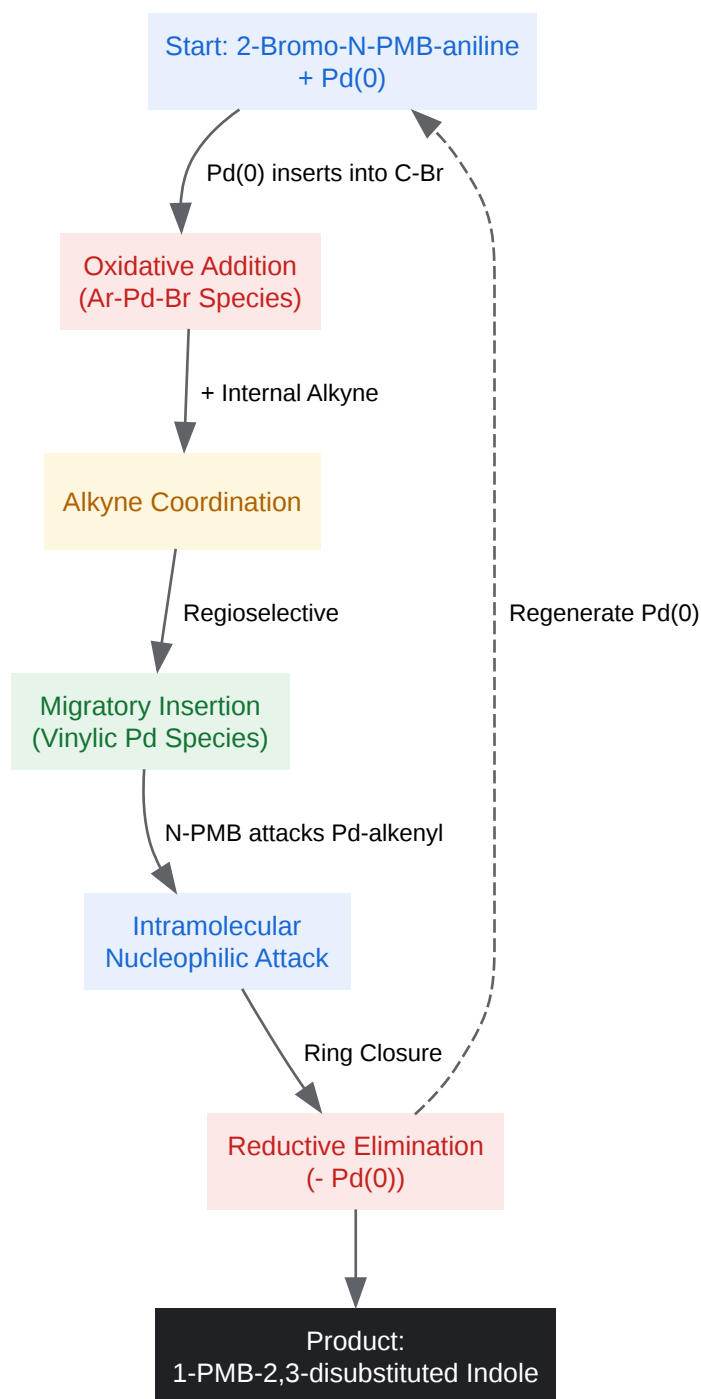 Start: 2-Bromo-N-PMB-aniline
+ Pd(0)
Pd(0) inserts into C-Br
Oxidative Addition
(Ar-Pd-Br Species)
+ Internal Alkyne
Alkyne Coordination
Regioselective
Regenerate Pd(0)
Migratory Insertion
(Vinylic Pd Species)
N-PMB attacks Pd-alkenyl
Intramolecular
Nucleophilic Attack
Ring Closure
Reductive Elimination
(- Pd(0))
Product:
1-PMB-2,3-disubstituted Indole